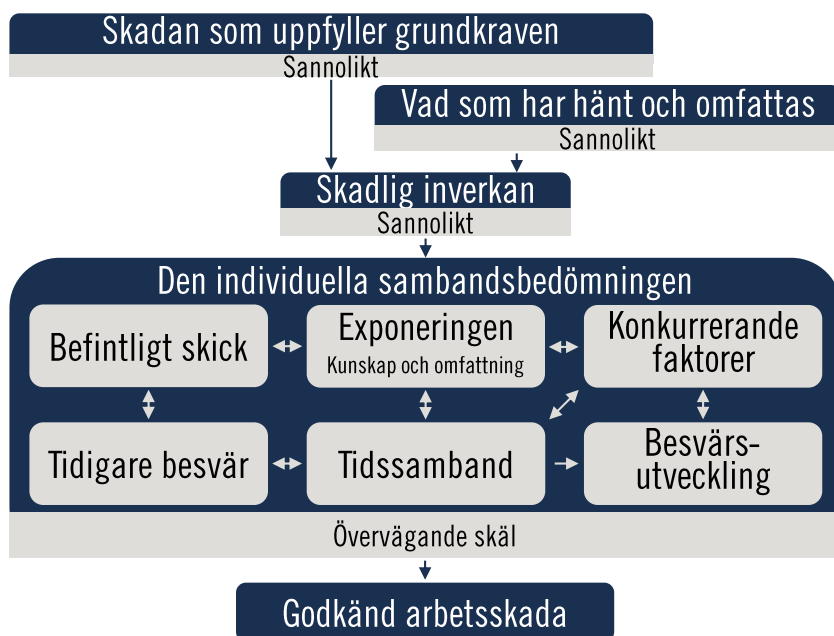 Skadan som uppfyller grundkraven
Sannolikt
Vad som har hänt och omfattas
Sannolikt
Skadlig inverkan
Sannolikt
Den individuella sambandsbedömningen
Befintligt skick
Exponeringen
Kunskap och omfattning
Konkurrerande
faktorer
Tidigare besvär
Tidssamband
Besvärs-
utveckling
Övervägande skäl
Godkänd arbetsskada